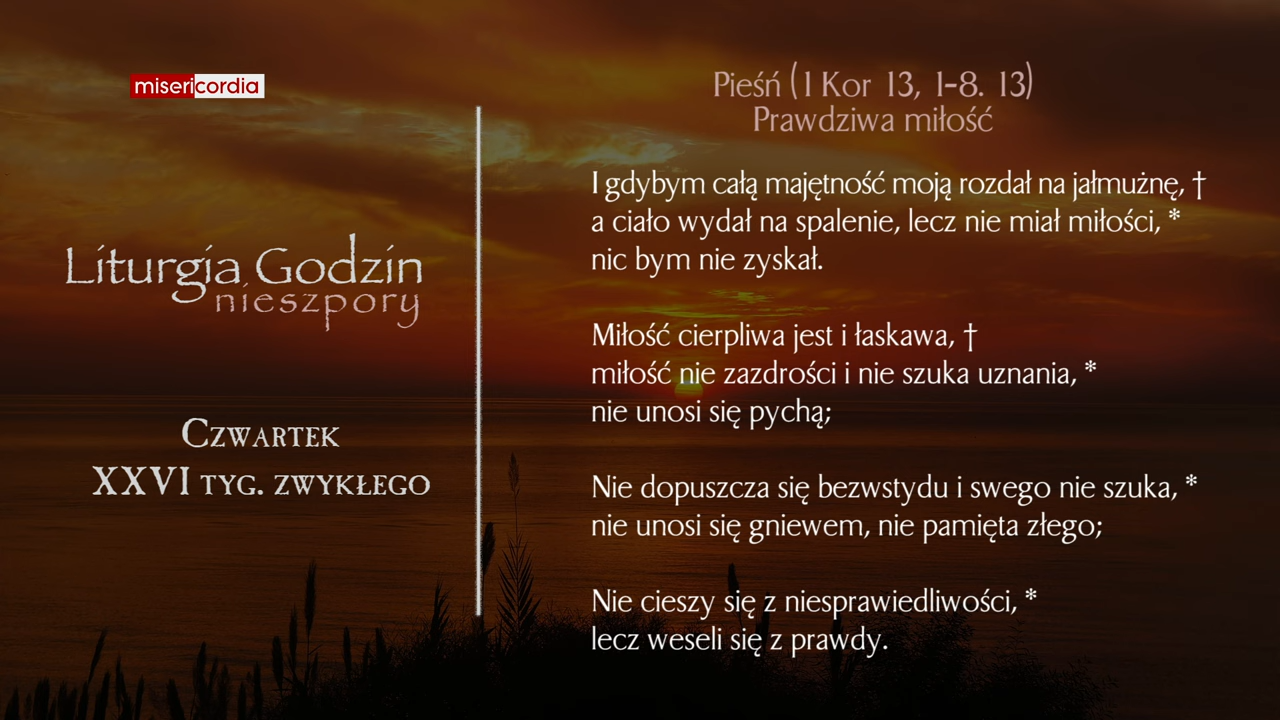 misericordia
Liturgia Godzin
nieszpory
Czwartek
XXVI tyg. zwykłego
Pieśń (1 Kor 13, 1-8. 13)
Prawdziwa miłość
I gdybym całą majętność moją rozdał na jałmużnę, †
a ciało wydał na spalenie, lecz nie miał miłości, *
nic bym nie zyskał.
Miłość cierpliwa jest i łaskawa, †
miłość nie zazdrości i nie szuka uznania, *
nie unosi się pychą;
Nie dopuszcza się bezwstydu i swego nie szuka, *
nie unosi się gniewem, nie pamięta złego;
Nie cieszy się z niesprawiedliwości, *
lecz weseli się z prawdy.